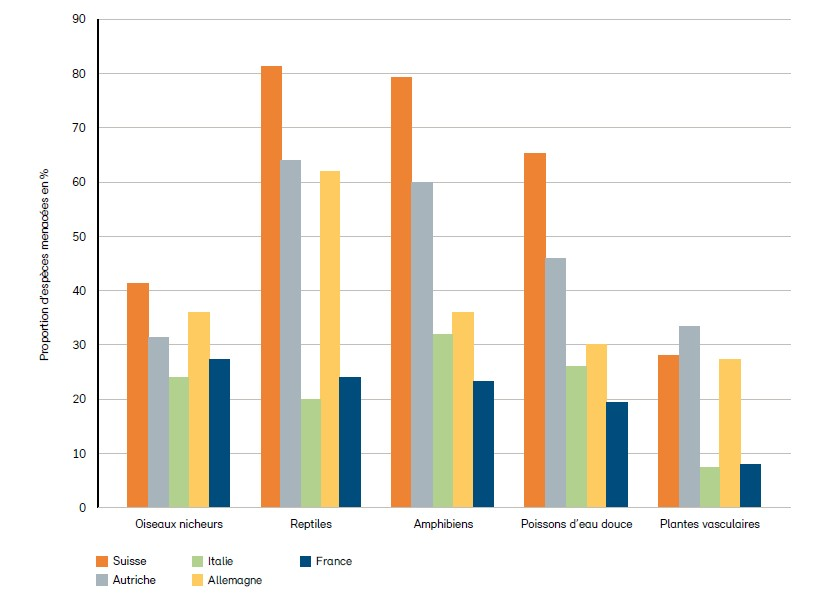 90
80
70
60
50
40
30
20
10
0
Proportion d'espèces menacées en %
Oiseaux nicheurs Reptiles Amphibiens Poissons d'eau douce Plantes vasculaires
Suisse Italie France
Autriche Allemagne